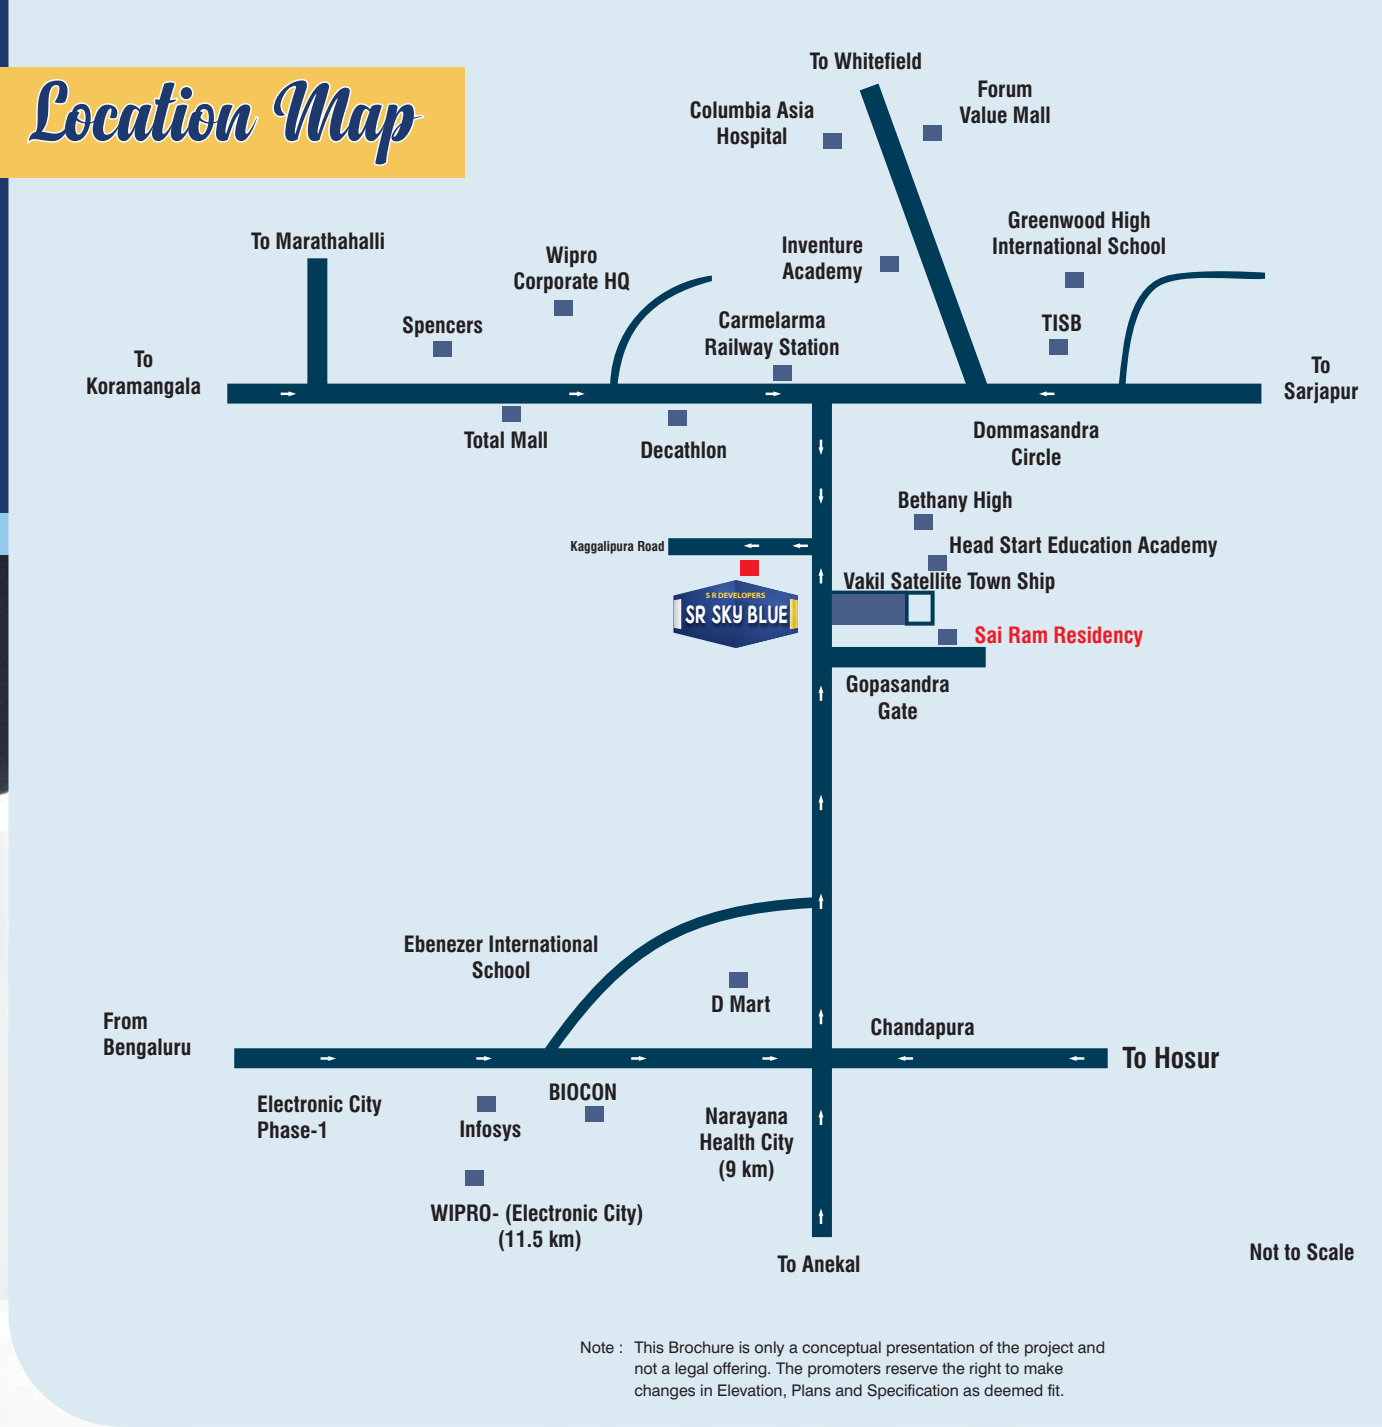 Location Map
To Whitefield
Forum
Value Mall
Columbia Asia
Hospital
Greenwood High
International School
To Marathahalli
Inventure
Academy
Wipro
Corporate HQ
Spencers
Carmelarma
Railway Station
TISB
To
Koramangala
To
Sarjapur
Total Mall
Decathlon
Dommasandra
Circle
Bethany High
Kaggalipura Road
Head Start Education Academy
Vakil Satellite Town Ship
S R DEVELOPERS
SR SKY BLUE
Sai Ram Residency
Gopasandra
Gate
Ebenezer International
School
D Mart
From
Bengaluru
Chandapura
To Hosur
Electronic City
Phase-1
Infosys
BIOCON
Narayana
Health City
(9 km)
WIPRO- (Electronic City)
(11.5 km)
To Anekal
Not to Scale
Note : This Brochure is only a conceptual presentation of the project and
not a legal offering. The promoters reserve the right to make
changes in Elevation, Plans and Specification as deemed fit.